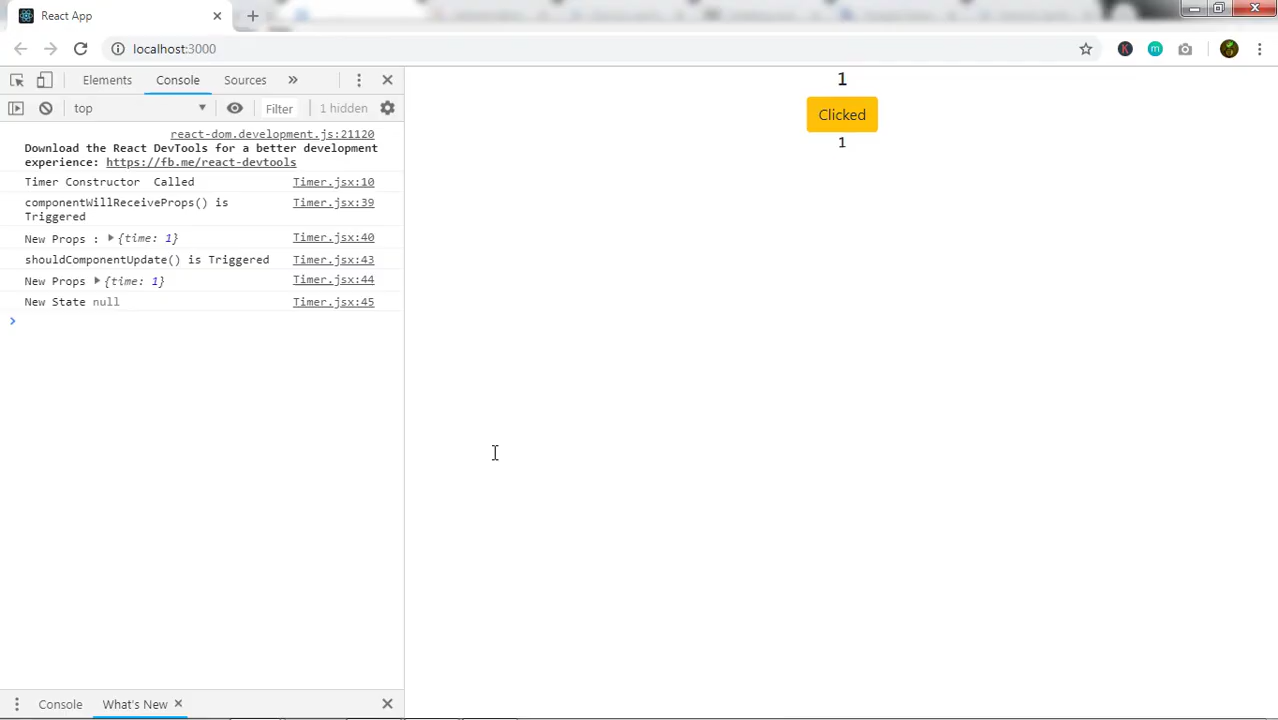 React App
localhost:3000
Elements Console Sources
top Filter 1 hidden
react-dom.development.js:21120
Download the React DevTools for a better development
experience: https://fb.me/react-devtools
Timer Constructor Called Timer.jsx:10
componentWillReceiveProps() is Timer.jsx:39
Triggered
New Props : {time: 1} Timer.jsx:40
shouldComponentUpdate() is Triggered Timer.jsx:43
New Props {time: 1} Timer.jsx:44
New State null Timer.jsx:45
1
Clicked
1
Console What's New